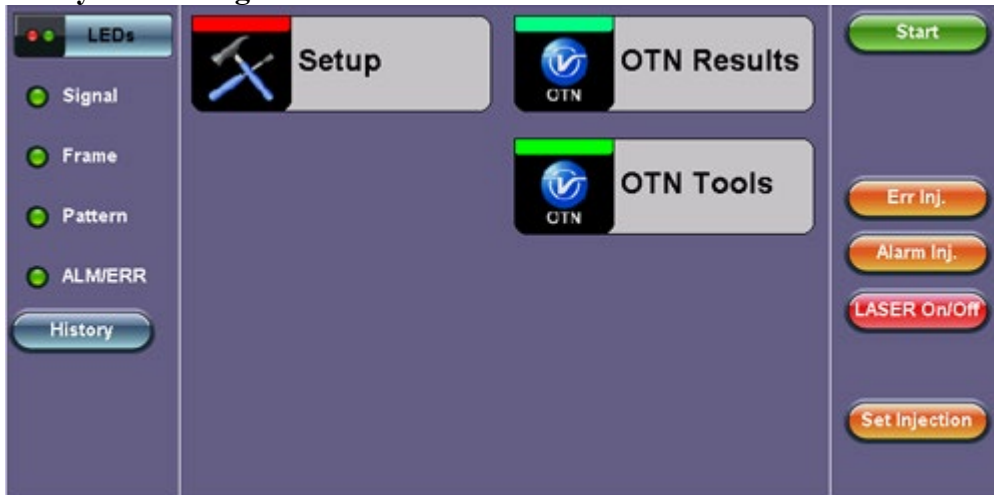 LEDs
Signal
Frame
Pattern
ALM/ERR
History
Setup
OTN Results
OTN
OTN Tools
OTN
Start
Err Inj.
Alarm Inj.
LASER On/Off
Set Injection